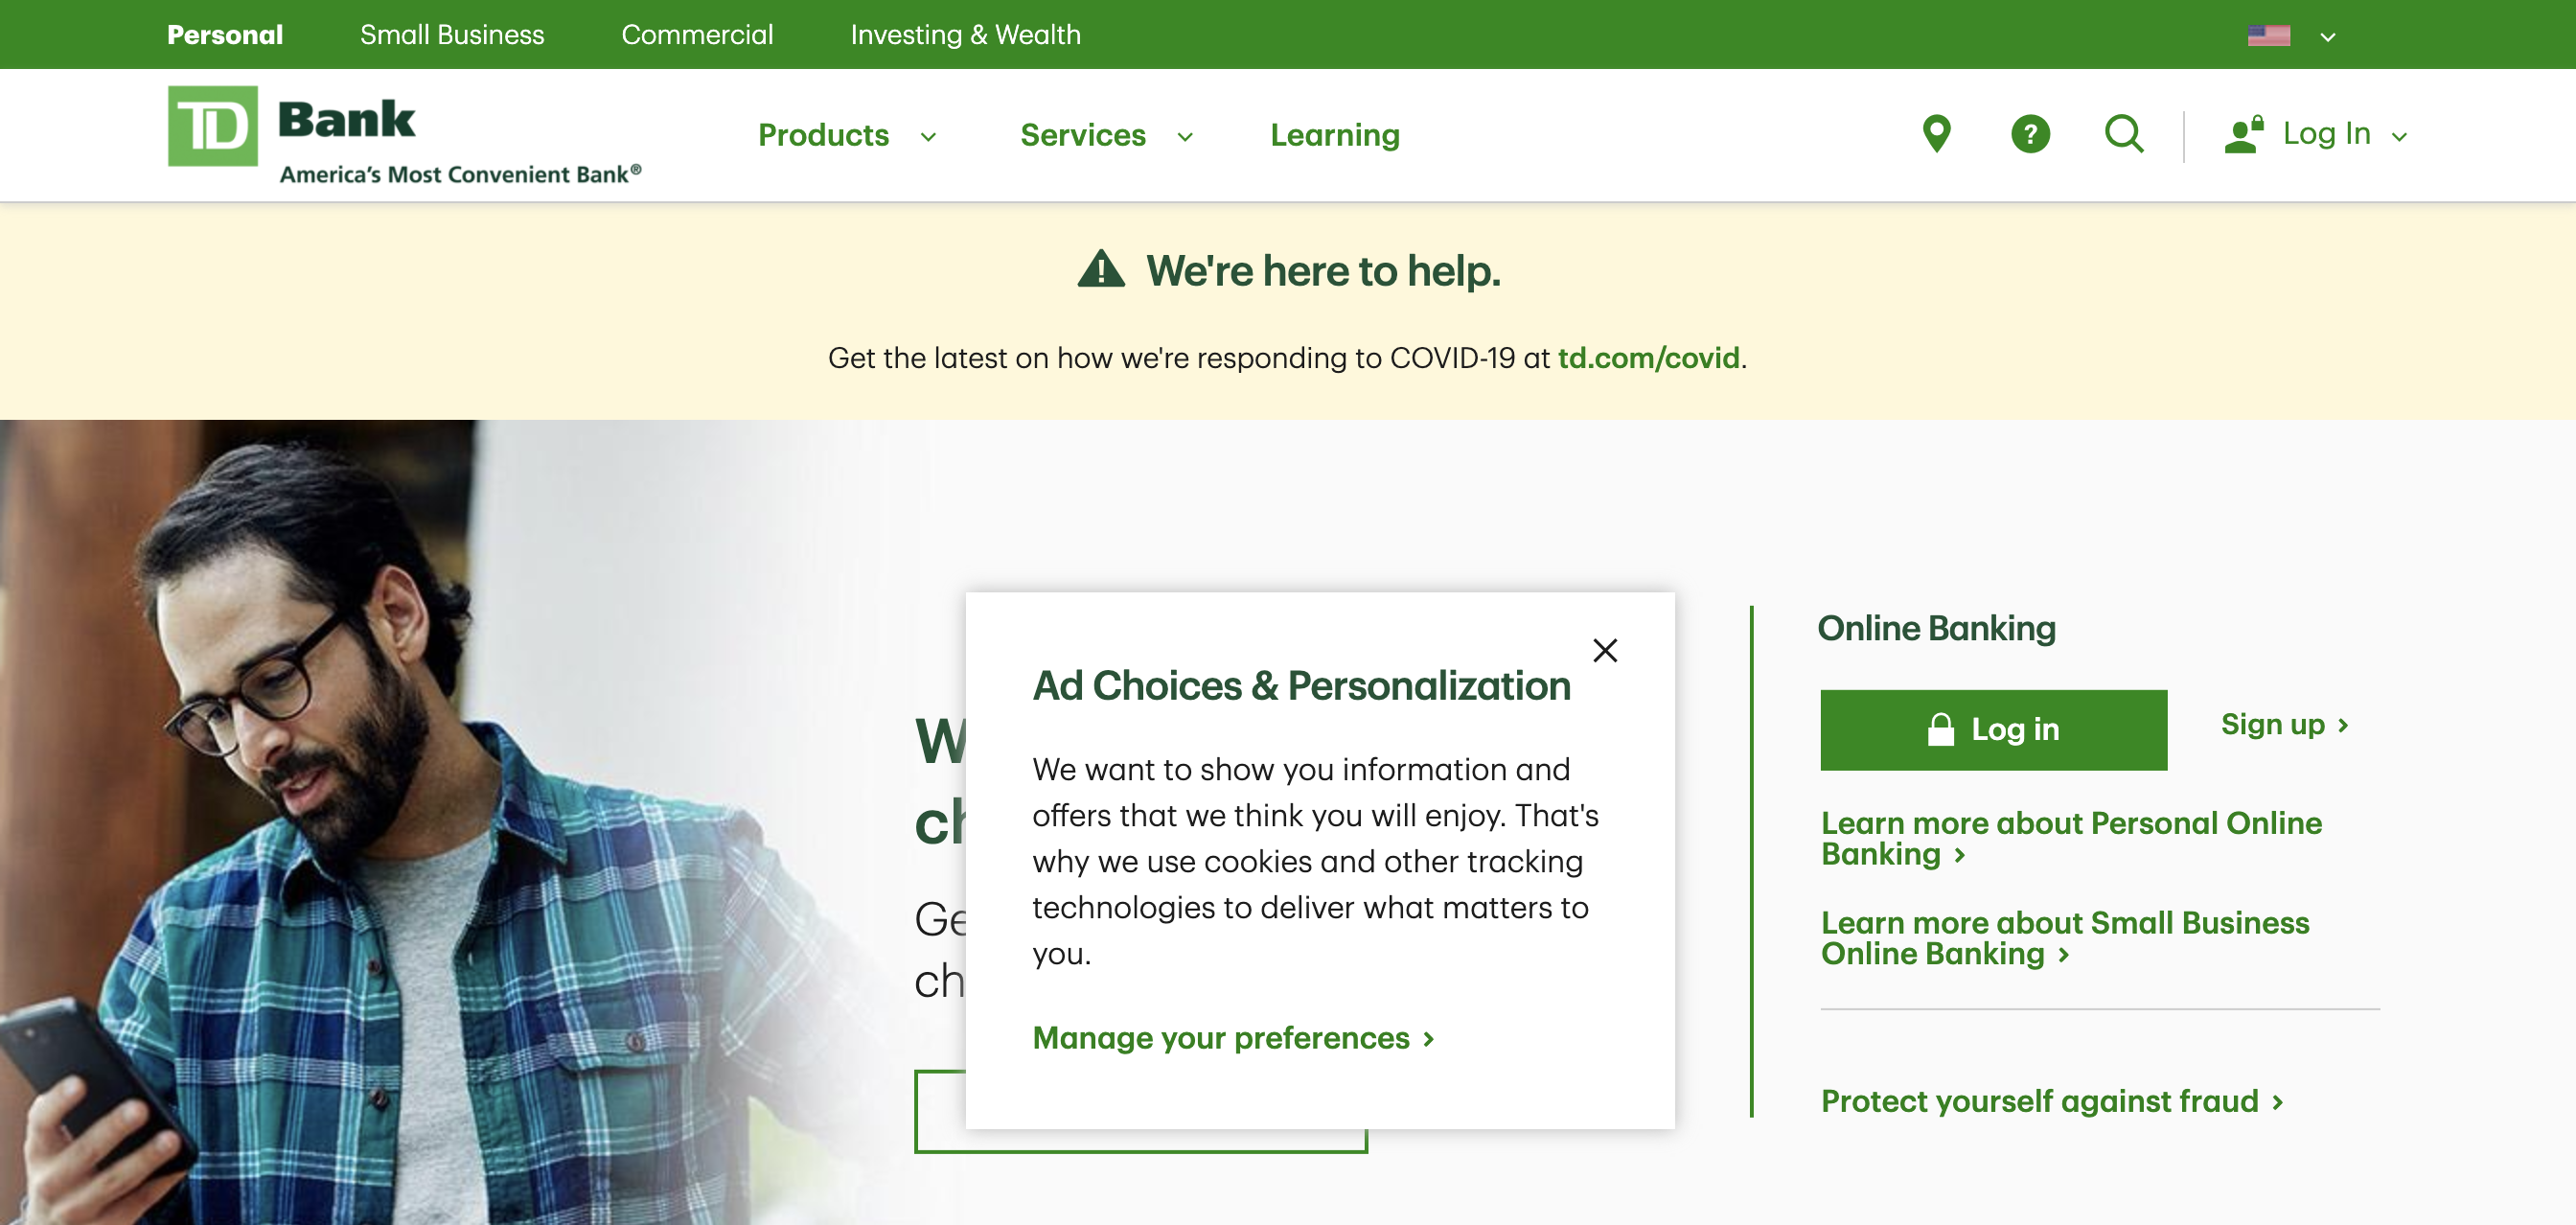 Personal Small Business Commercial Investing & Wealth
TD Bank
America's Most Convenient Bank®
Products Services Learning
? Log In
We're here to help.
Get the latest on how we're responding to COVID-19 at td.com/covid.
Ad Choices & Personalization
We want to show you information and
offers that we think you will enjoy. That's
why we use cookies and other tracking
technologies to deliver what matters to
you.
Manage your preferences ›
Online Banking
Log in
Sign up ›
Learn more about Personal Online
Banking ›
Learn more about Small Business
Online Banking ›
Protect yourself against fraud ›